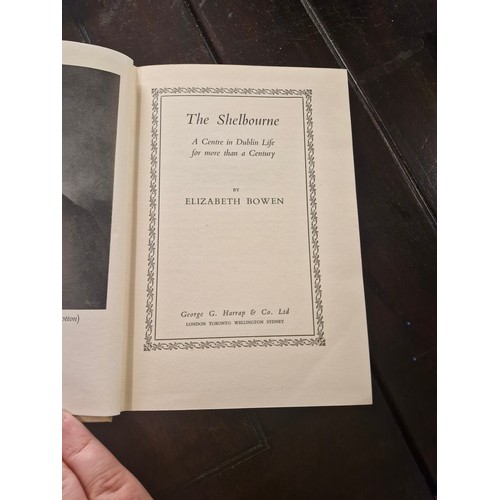 otton)
The Shelbourne
A Centre in Dublin Life
for more than a Century
BY
ELIZABETH BOWEN
George G. Harrap & Co. Ltd
LONDON TORONTO WELLINGTON SYDNEY